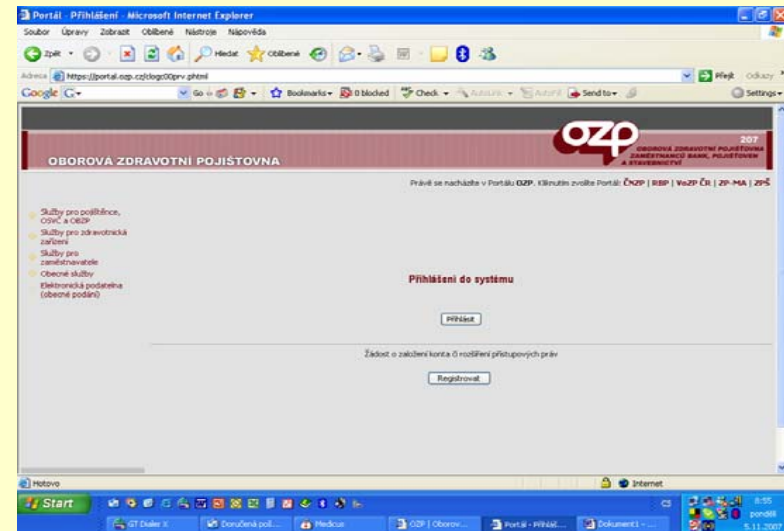 Portál - Přihlášení - Microsoft Internet Explorer
Soubor Úpravy Zobrazit Oblíbené Nástroje Nápověda
Zpět Hledat Oblíbené
Adresa https://portal.ozp.cz/clogc00prv.phtml Přejít Odkazy
Google G Go Bookmarks 0 blocked Check AutoLink AutoFill Send to Settings
OZP
207
OBOROVÁ ZDRAVOTNÍ POJIŠŤOVNA
ZAMĚSTNANCŮ BANK, POJIŠŤOVEN
A STAVEBNICTVÍ
OBOROVÁ ZDRAVOTNÍ POJIŠŤOVNA
Právě se nacházíte v Portálu OZP. Kliknutím zvolíte Portál: ČNZP | RBP | VoZP ČR | ZP-MA | ZPŠ
Služby pro pojištěnce,
OSVČ a OBZP
Služby pro zdravotnická
zařízení
Služby pro
zaměstnavatele
Obecné služby
Elektronická podatelna
(obecné podání)
Přihlášení do systému
Přihlásit
Žádost o založení konta či rozšíření přístupových práv
Registrovat
Hotovo Internet
Start CS 8:55
pondělí
5.11.2007
GT Dialer X Doručená poš... Medicus OZP | Oborov... Portál - Přihláš... Dokument1 - ...